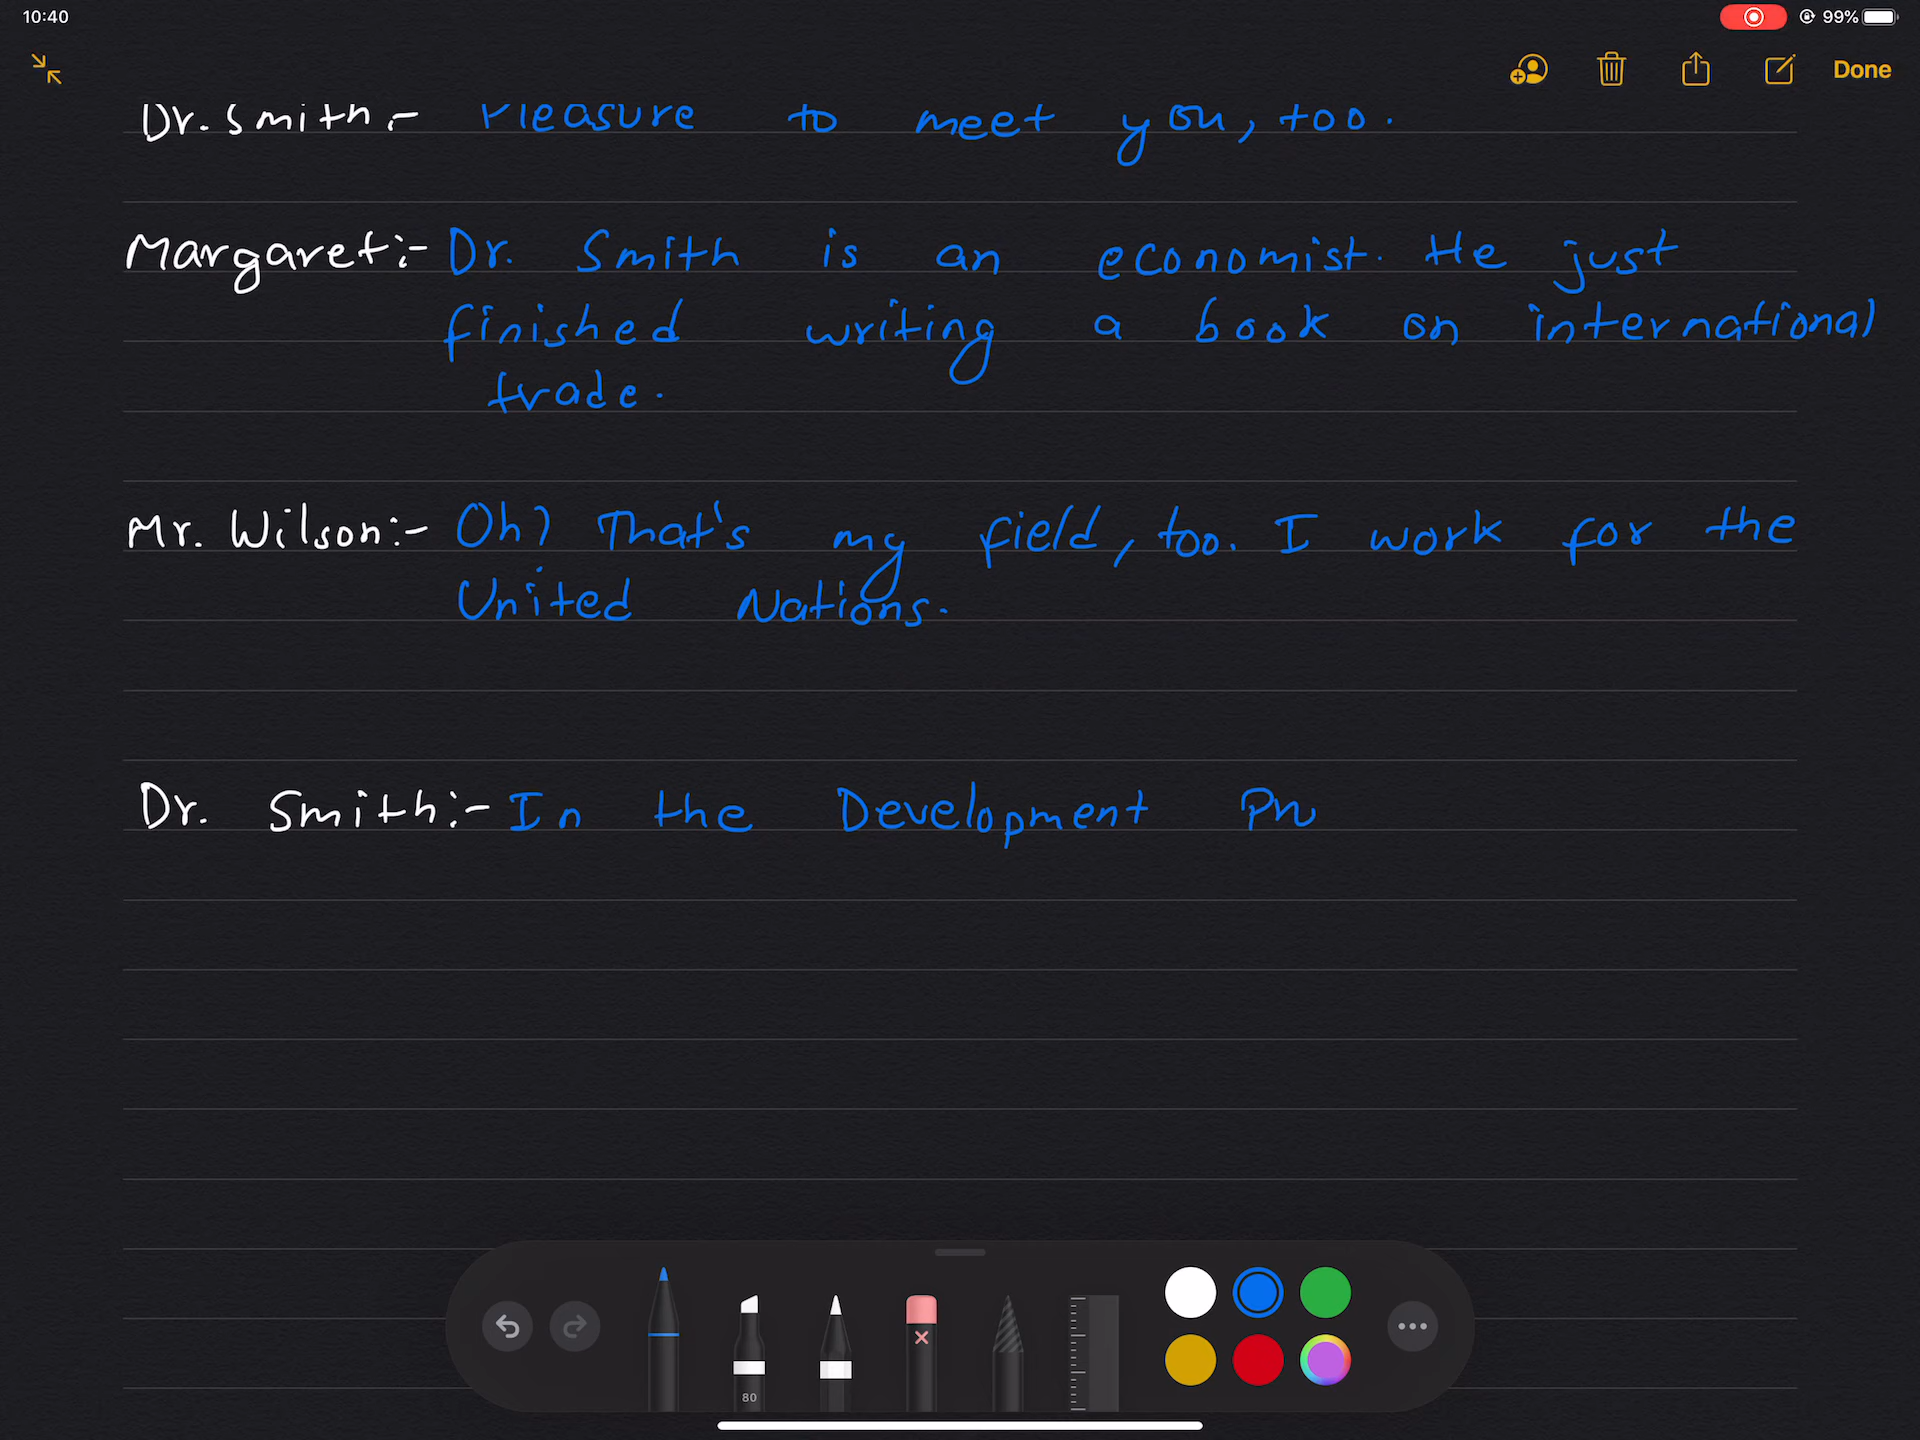 10:40
99%
Done
Dr. Smith :- Pleasure to meet you, too.
Margaret:- Dr. Smith is an economist. He just
finished writing a book on international
trade.
Mr. Wilson:- Oh? That's my field, too. I work for the
United Nations.
Dr. Smith:- In the Development
80